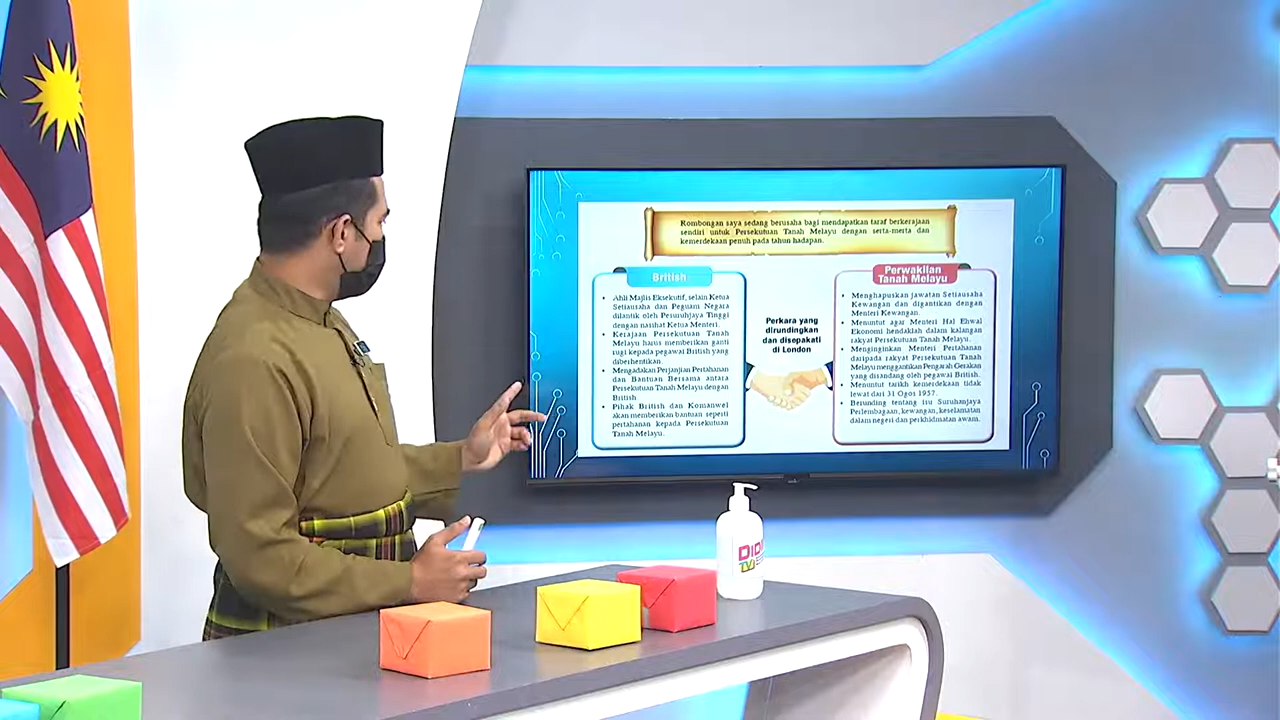 Rombongan saya sedang berusaha bagi mendapatkan taraf berkerajaan
sendiri untuk Persekutuan Tanah Melayu dengan serta-merta dan
kemerdekaan penuh pada tahun hadapan.
British
• Ahli Majlis Eksekutif, selain Ketua
Setiausaha dan Peguam Negara
dilantik oleh Pesuruhjaya Tinggi
dengan nasihat Ketua Menteri.
• Kerajaan Persekutuan Tanah
Melayu harus memberikan ganti
rugi kepada pegawai British yang
diberhentikan.
• Mengadakan Perjanjian Pertahanan
dan Bantuan Bersama antara
Persekutuan Tanah Melayu dengan
British.
• Pihak British dan Komanwel
akan memberikan bantuan seperti
pertahanan kepada Persekutuan
Tanah Melayu.
Perkara yang
dirundingkan
dan disepakati
di London
Perwakilan
Tanah Melayu
• Menghapuskan jawatan Setiausaha
Kewangan dan digantikan dengan
Menteri Kewangan.
• Menuntut agar Menteri Hal Ehwal
Ekonomi hendaklah dalam kalangan
rakyat Persekutuan Tanah Melayu.
• Menginginkan Menteri Pertahanan
daripada rakyat Persekutuan Tanah
Melayu menggantikan Pengarah Gerakan
yang disandang oleh pegawai British.
• Menuntut tarikh kemerdekaan tidak
lewat dari 31 Ogos 1957.
• Berunding tentang isu Suruhanjaya
Perlembagaan, kewangan, keselamatan
dalam negeri dan perkhidmatan awam.
TV